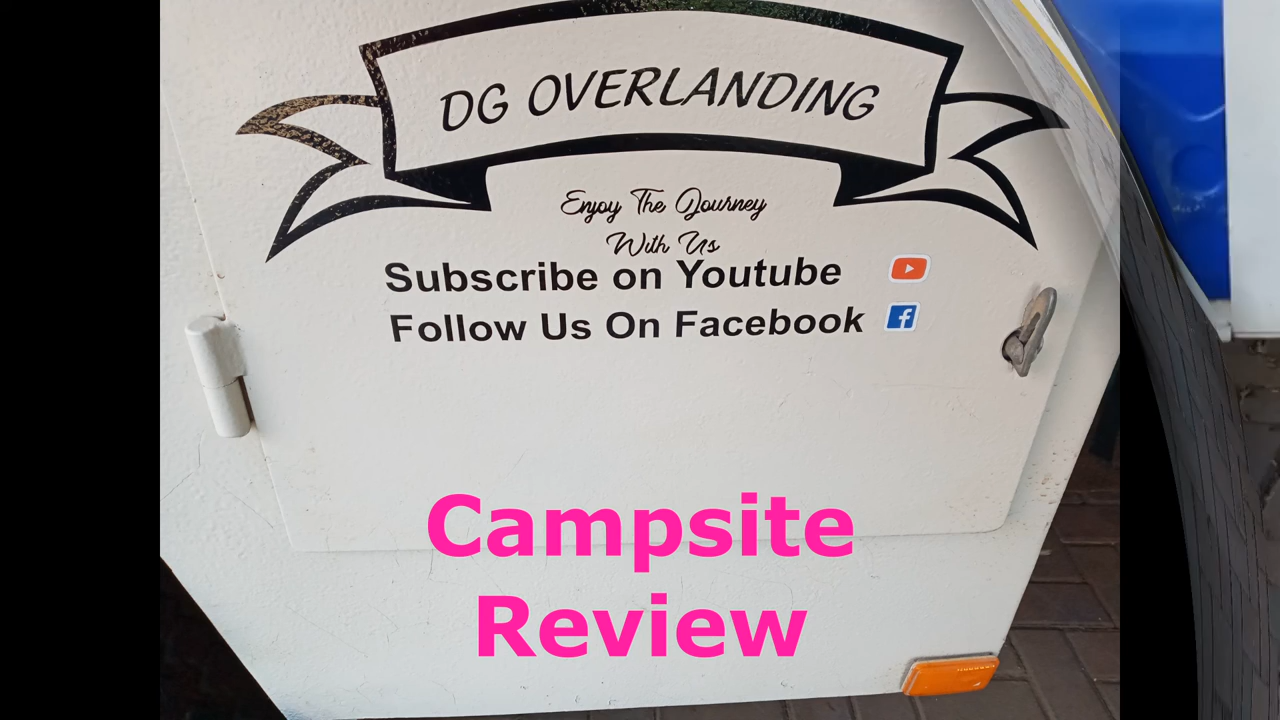 DG OVERLANDING
Enjoy The Journey
With Us
Subscribe on Youtube
Follow Us On Facebook
Campsite
Review